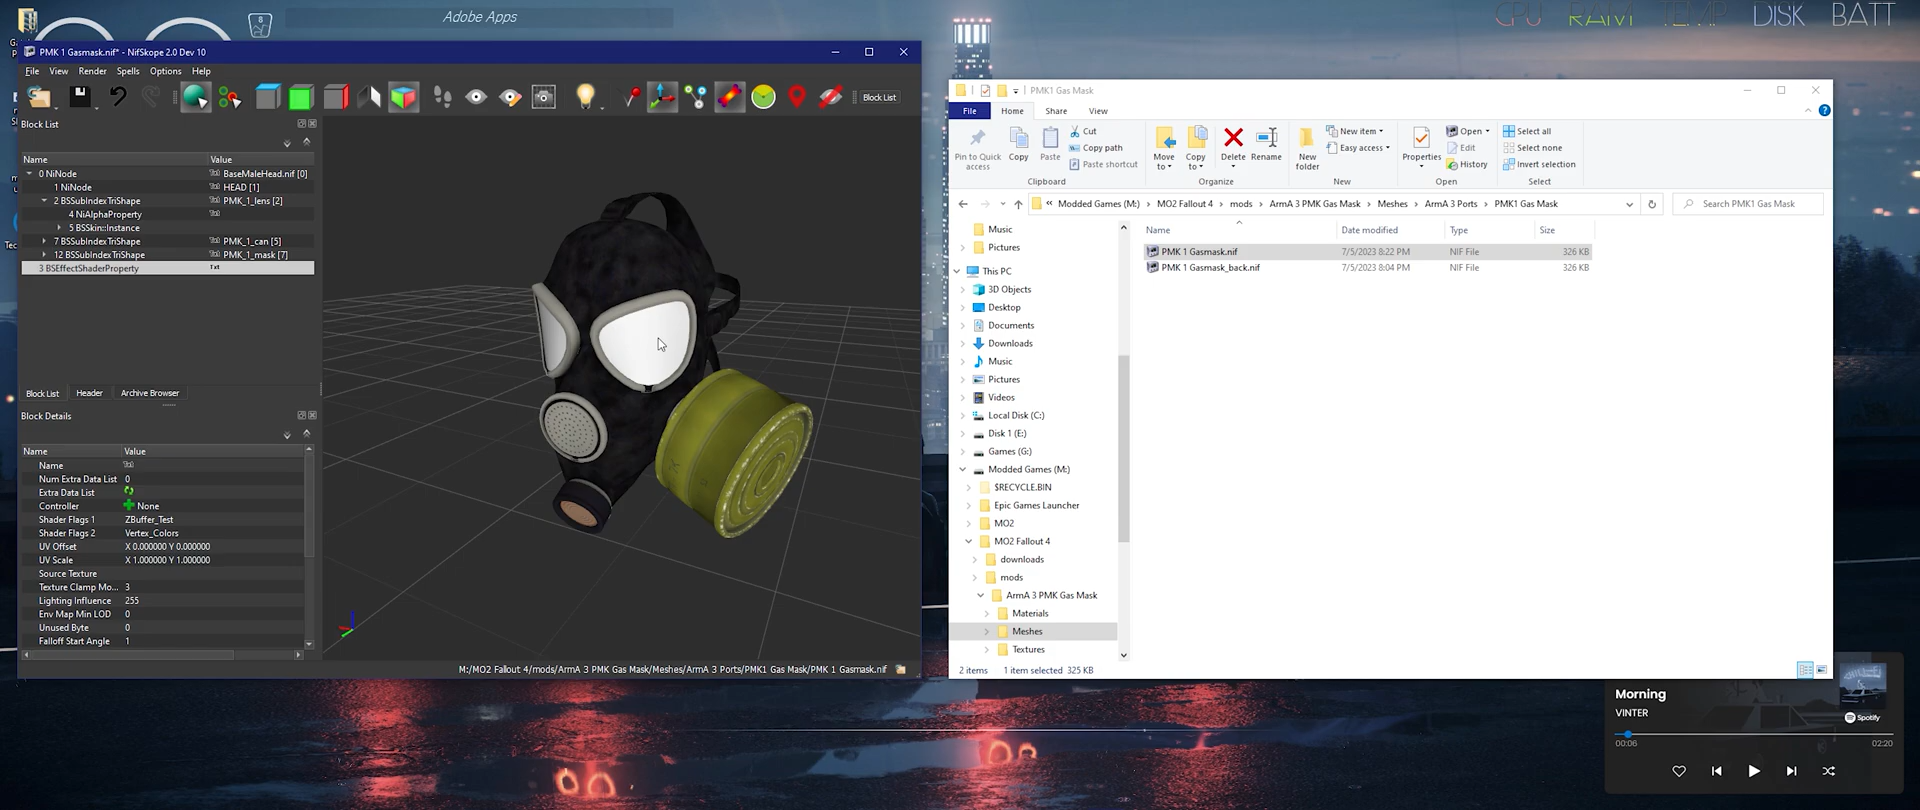 8
Adobe Apps
CPU RAM TEMP DISK BATT
PMK 1 Gasmask.nif* - NifSkope 2.0 Dev 10
File View Render Spells Options Help
Block List
Block List
Name Value
0 NiNode Txt BaseMaleHead.nif [0]
1 NiNode Txt HEAD [1]
2 BSSubIndexTriShape Txt PMK_1_lens [2]
4 NiAlphaProperty Txt
5 BSSkin::Instance
7 BSSubIndexTriShape Txt PMK_1_can [5]
12 BSSubIndexTriShape Txt PMK_1_mask [7]
3 BSEffectShaderProperty Txt
Block List Header Archive Browser
Block Details
Name Value
Name Txt
Num Extra Data List 0
Extra Data List
Controller None
Shader Flags 1 ZBuffer_Test
Shader Flags 2 Vertex_Colors
UV Offset X 0.000000 Y 0.000000
UV Scale X 1.000000 Y 1.000000
Source Texture
Texture Clamp Mo... 3
Lighting Influence 255
Env Map Min LOD 0
Unused Byte 0
Falloff Start Angle 1
M:/MO2 Fallout 4/mods/ArmA 3 PMK Gas Mask/Meshes/ArmA 3 Ports/PMK1 Gas Mask/PMK 1 Gasmask.nif
PMK1 Gas Mask
File Home Share View
Pin to Quick access
Copy
Paste
Cut
Copy path
Paste shortcut
Clipboard
Move to
Copy to
Delete
Rename
Organize
New folder
New item
Easy access
New
Properties
Open
Edit
History
Open
Select all
Select none
Invert selection
Select
« Modded Games (M:) › MO2 Fallout 4 › mods › ArmA 3 PMK Gas Mask › Meshes › ArmA 3 Ports › PMK1 Gas Mask
Search PMK1 Gas Mask
Music
Pictures
This PC
3D Objects
Desktop
Documents
Downloads
Music
Pictures
Videos
Local Disk (C:)
Disk 1 (E:)
Games (G:)
Modded Games (M:)
$RECYCLE.BIN
Epic Games Launcher
MO2
MO2 Fallout 4
downloads
mods
ArmA 3 PMK Gas Mask
Materials
Meshes
Textures
Name Date modified Type Size
PMK 1 Gasmask.nif 7/5/2023 8:22 PM NIF File 326 KB
PMK 1 Gasmask_back.nif 7/5/2023 8:04 PM NIF File 326 KB
2 items 1 item selected 325 KB
Morning
VINTER
Spotify
00:06 02:20